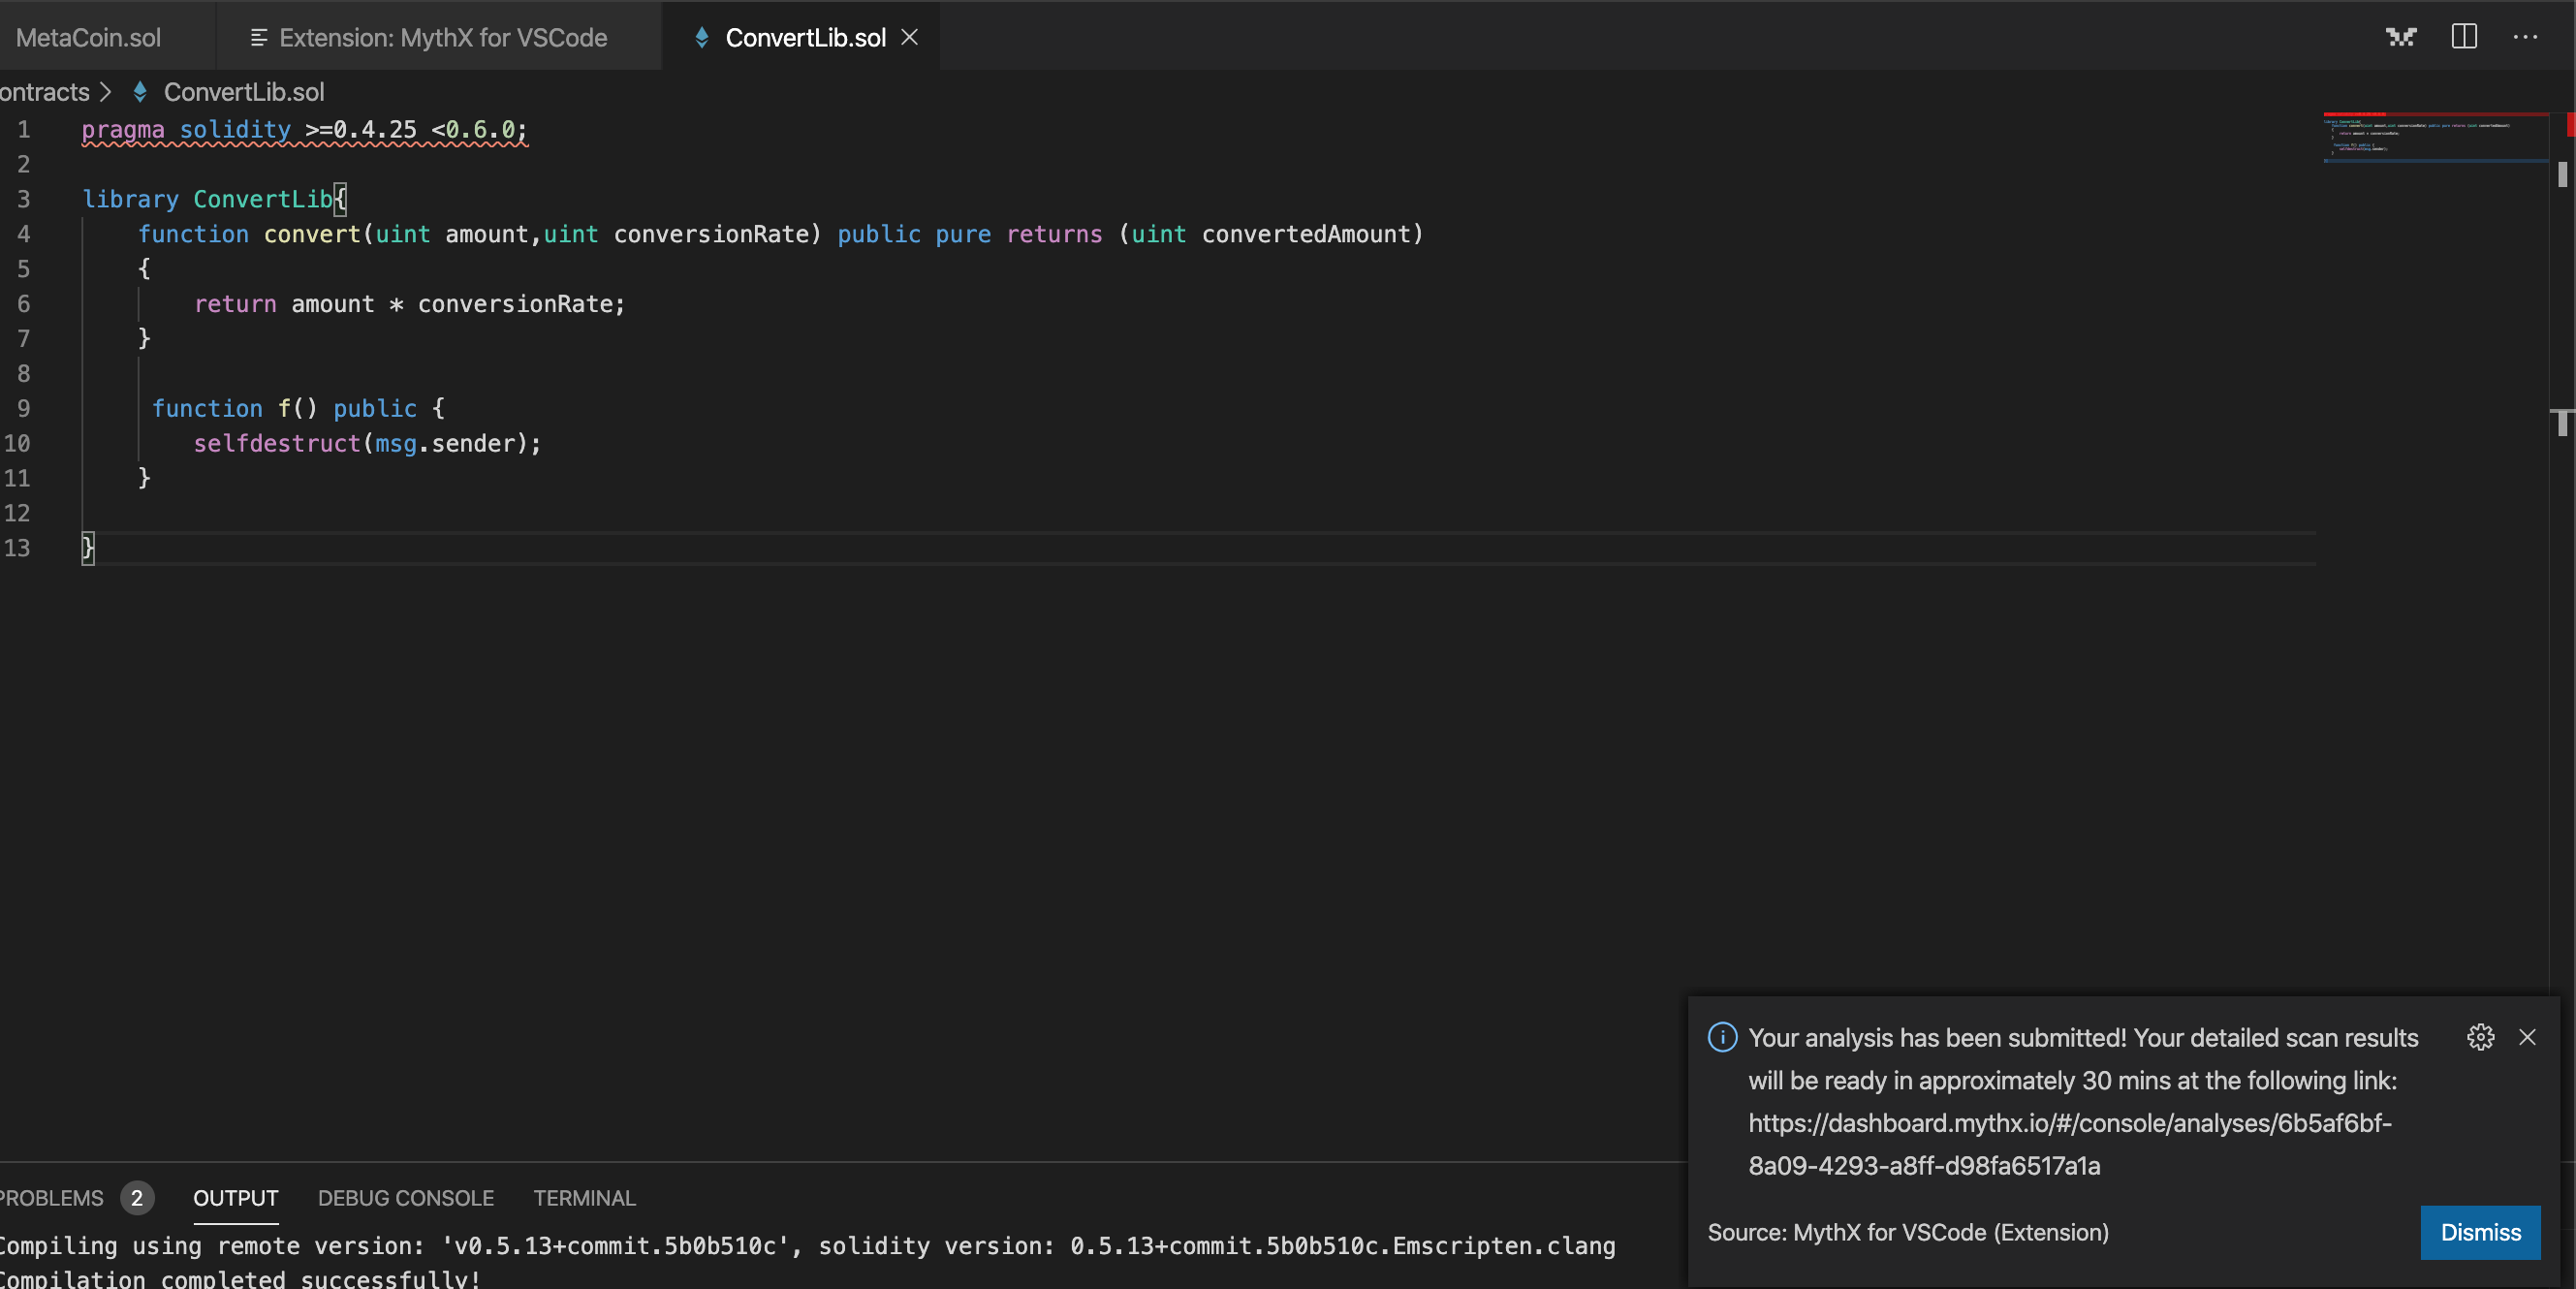 MetaCoin.sol
Extension: MythX for VSCode
ConvertLib.sol
ontracts > ConvertLib.sol
1 pragma solidity >=0.4.25 <0.6.0;
2
3 library ConvertLib{
4 function convert(uint amount,uint conversionRate) public pure returns (uint convertedAmount)
5 {
6 return amount * conversionRate;
7 }
8
9 function f() public {
10 selfdestruct(msg.sender);
11 }
12
13 }
Your analysis has been submitted! Your detailed scan results
will be ready in approximately 30 mins at the following link:
https://dashboard.mythx.io/#/console/analyses/6b5af6bf-
8a09-4293-a8ff-d98fa6517a1a
Source: MythX for VSCode (Extension)
Dismiss
PROBLEMS 2 OUTPUT DEBUG CONSOLE TERMINAL
Compiling using remote version: 'v0.5.13+commit.5b0b510c', solidity version: 0.5.13+commit.5b0b510c.Emscripten.clang
Compilation completed successfully!